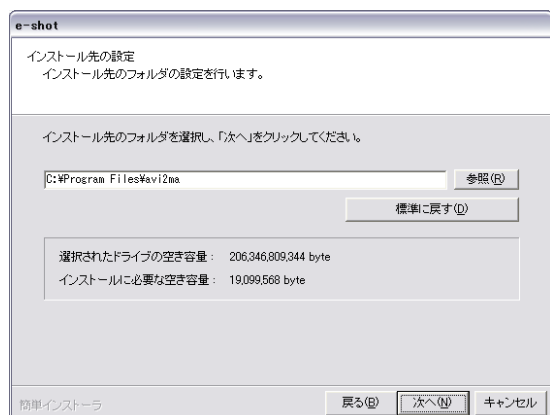 e-shot
インストール先の設定
インストール先のフォルダの設定を行います。
インストール先のフォルダを選択し、「次へ」をクリックしてください。
C:¥Program Files¥avi2ma
参照(R)
標準に戻す(D)
選択されたドライブの空き容量： 206,346,809,344 byte
インストールに必要な空き容量： 19,099,568 byte
簡単インストーラ
戻る(B) 次へ(N) キャンセル